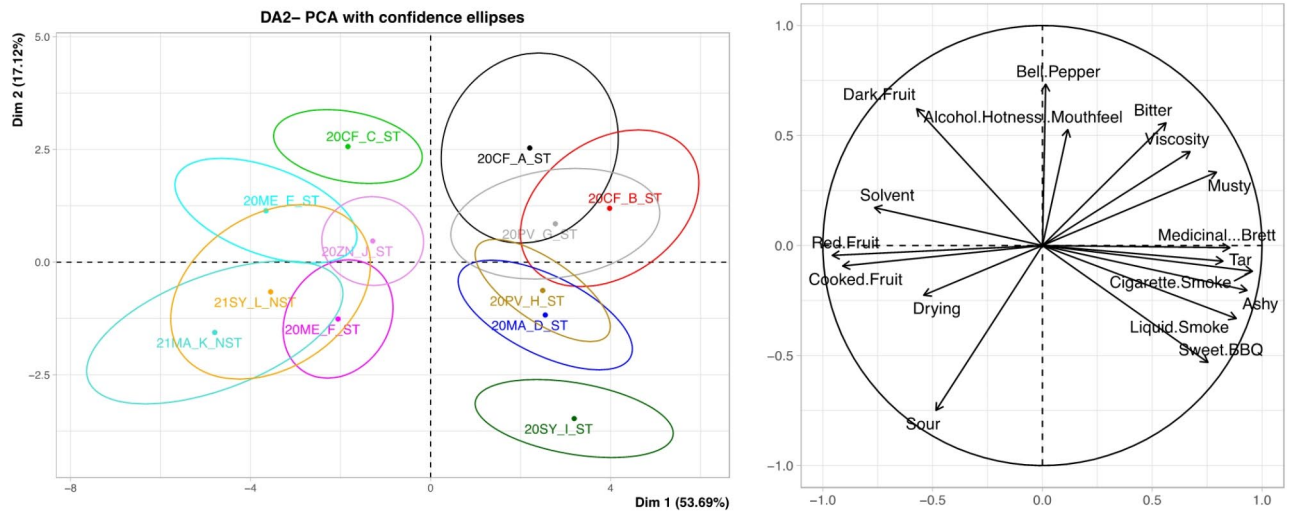 DA2– PCA with confidence ellipses
Dim 2 (17.12%)
5.0
2.5
0.0
−2.5
−8
−4
0
4
Dim 1 (53.69%)
20CF_C_ST
20CF_A_ST
20CF_B_ST
20ME_E_ST
20PV_G_ST
20ZN_J_ST
21SY_L_NST
20PV_H_ST
20ME_F_ST
20MA_D_ST
21MA_K_NST
20SY_I_ST
1.0
0.5
0.0
−0.5
−1.0
−1.0
−0.5
0.0
0.5
1.0
Bell.Pepper
Dark.Fruit
Alcohol.Hotness.Mouthfeel
Bitter
Viscosity
Musty
Solvent
Red.Fruit
Medicinal...Brett
Tar
Cooked.Fruit
Cigarette.Smoke
Ashy
Drying
Liquid.Smoke
Sweet.BBQ
Sour